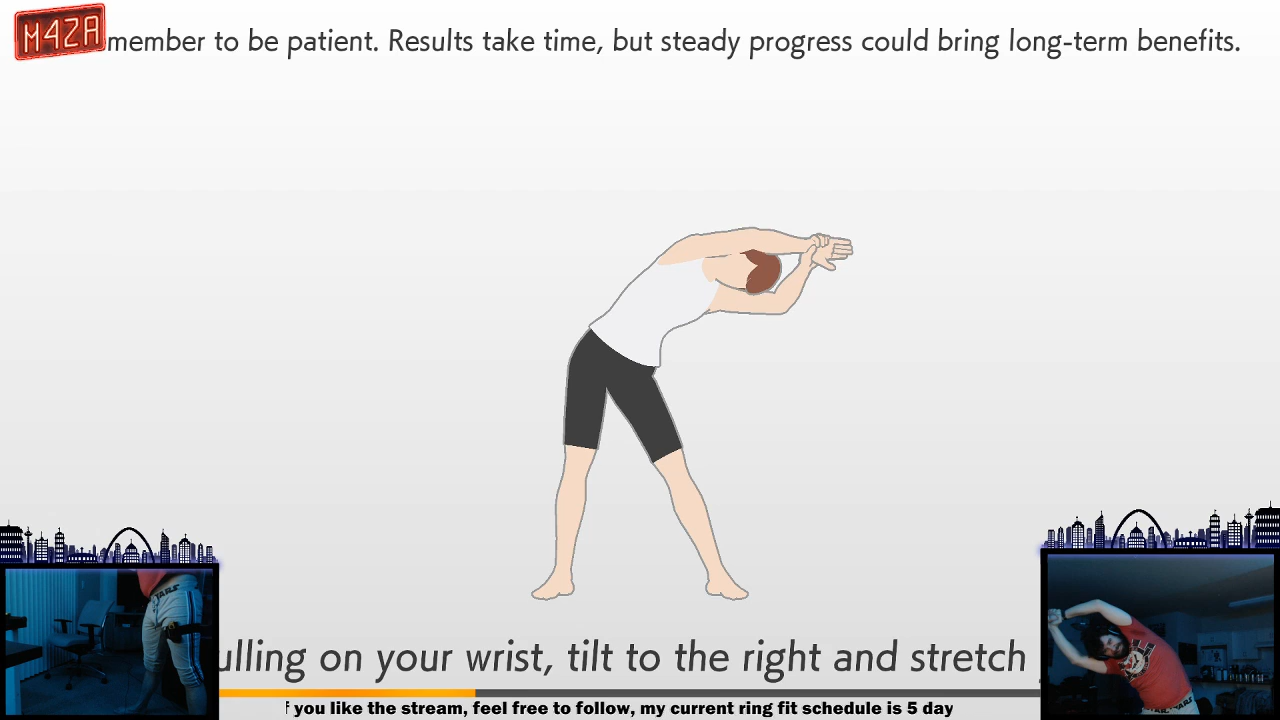 M4ZA
member to be patient. Results take time, but steady progress could bring long-term benefits.
ulling on your wrist, tilt to the right and stretch
f you like the stream, feel free to follow, my current ring fit schedule is 5 day